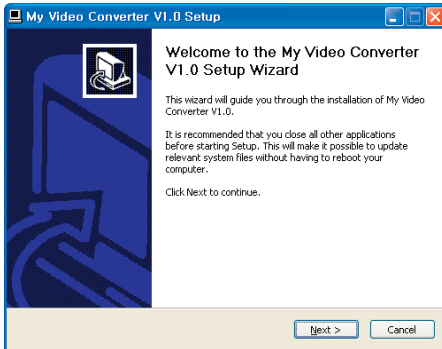 My Video Converter V1.0 Setup
Welcome to the My Video Converter
V1.0 Setup Wizard
This wizard will guide you through the installation of My Video
Converter V1.0.
It is recommended that you close all other applications
before starting Setup. This will make it possible to update
relevant system files without having to reboot your
computer.
Click Next to continue.
Next > Cancel